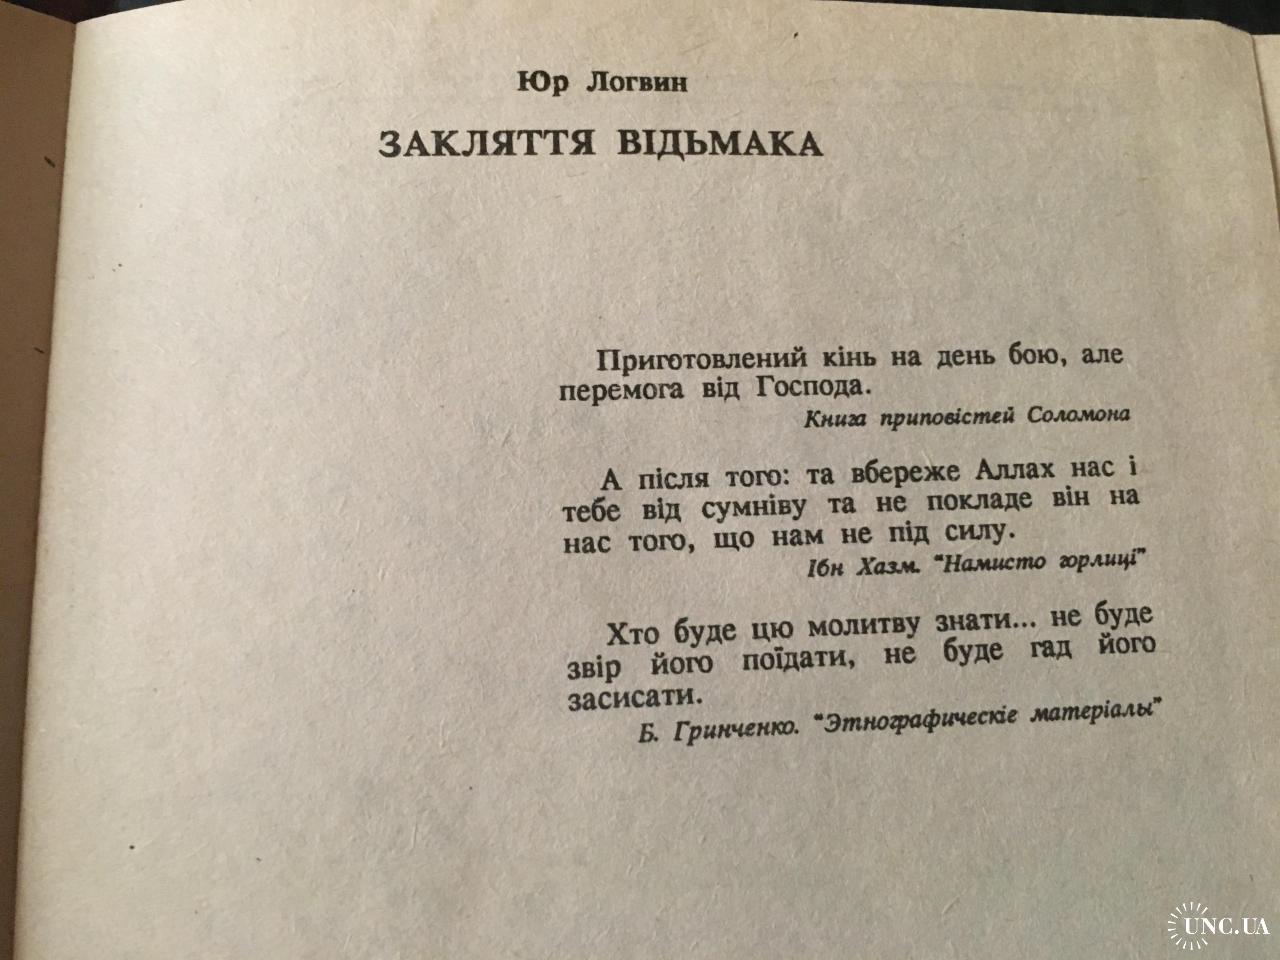 Юр Логвин
ЗАКЛЯТТЯ ВІДЬМАКА
Приготовлений кінь на день бою, але
перемога від Господа.
Книга приповістей Соломона
А після того: та вбереже Аллах нас і
тебе від сумніву та не покладе він на
нас того, що нам не під силу.
Ібн Хазм. “Намисто горлиці”
Хто буде цю молитву знати... не буде
звір його поїдати, не буде гад його
засисати.
Б. Гринченко. “Этнографическіе матеріалы”
UNC.UA